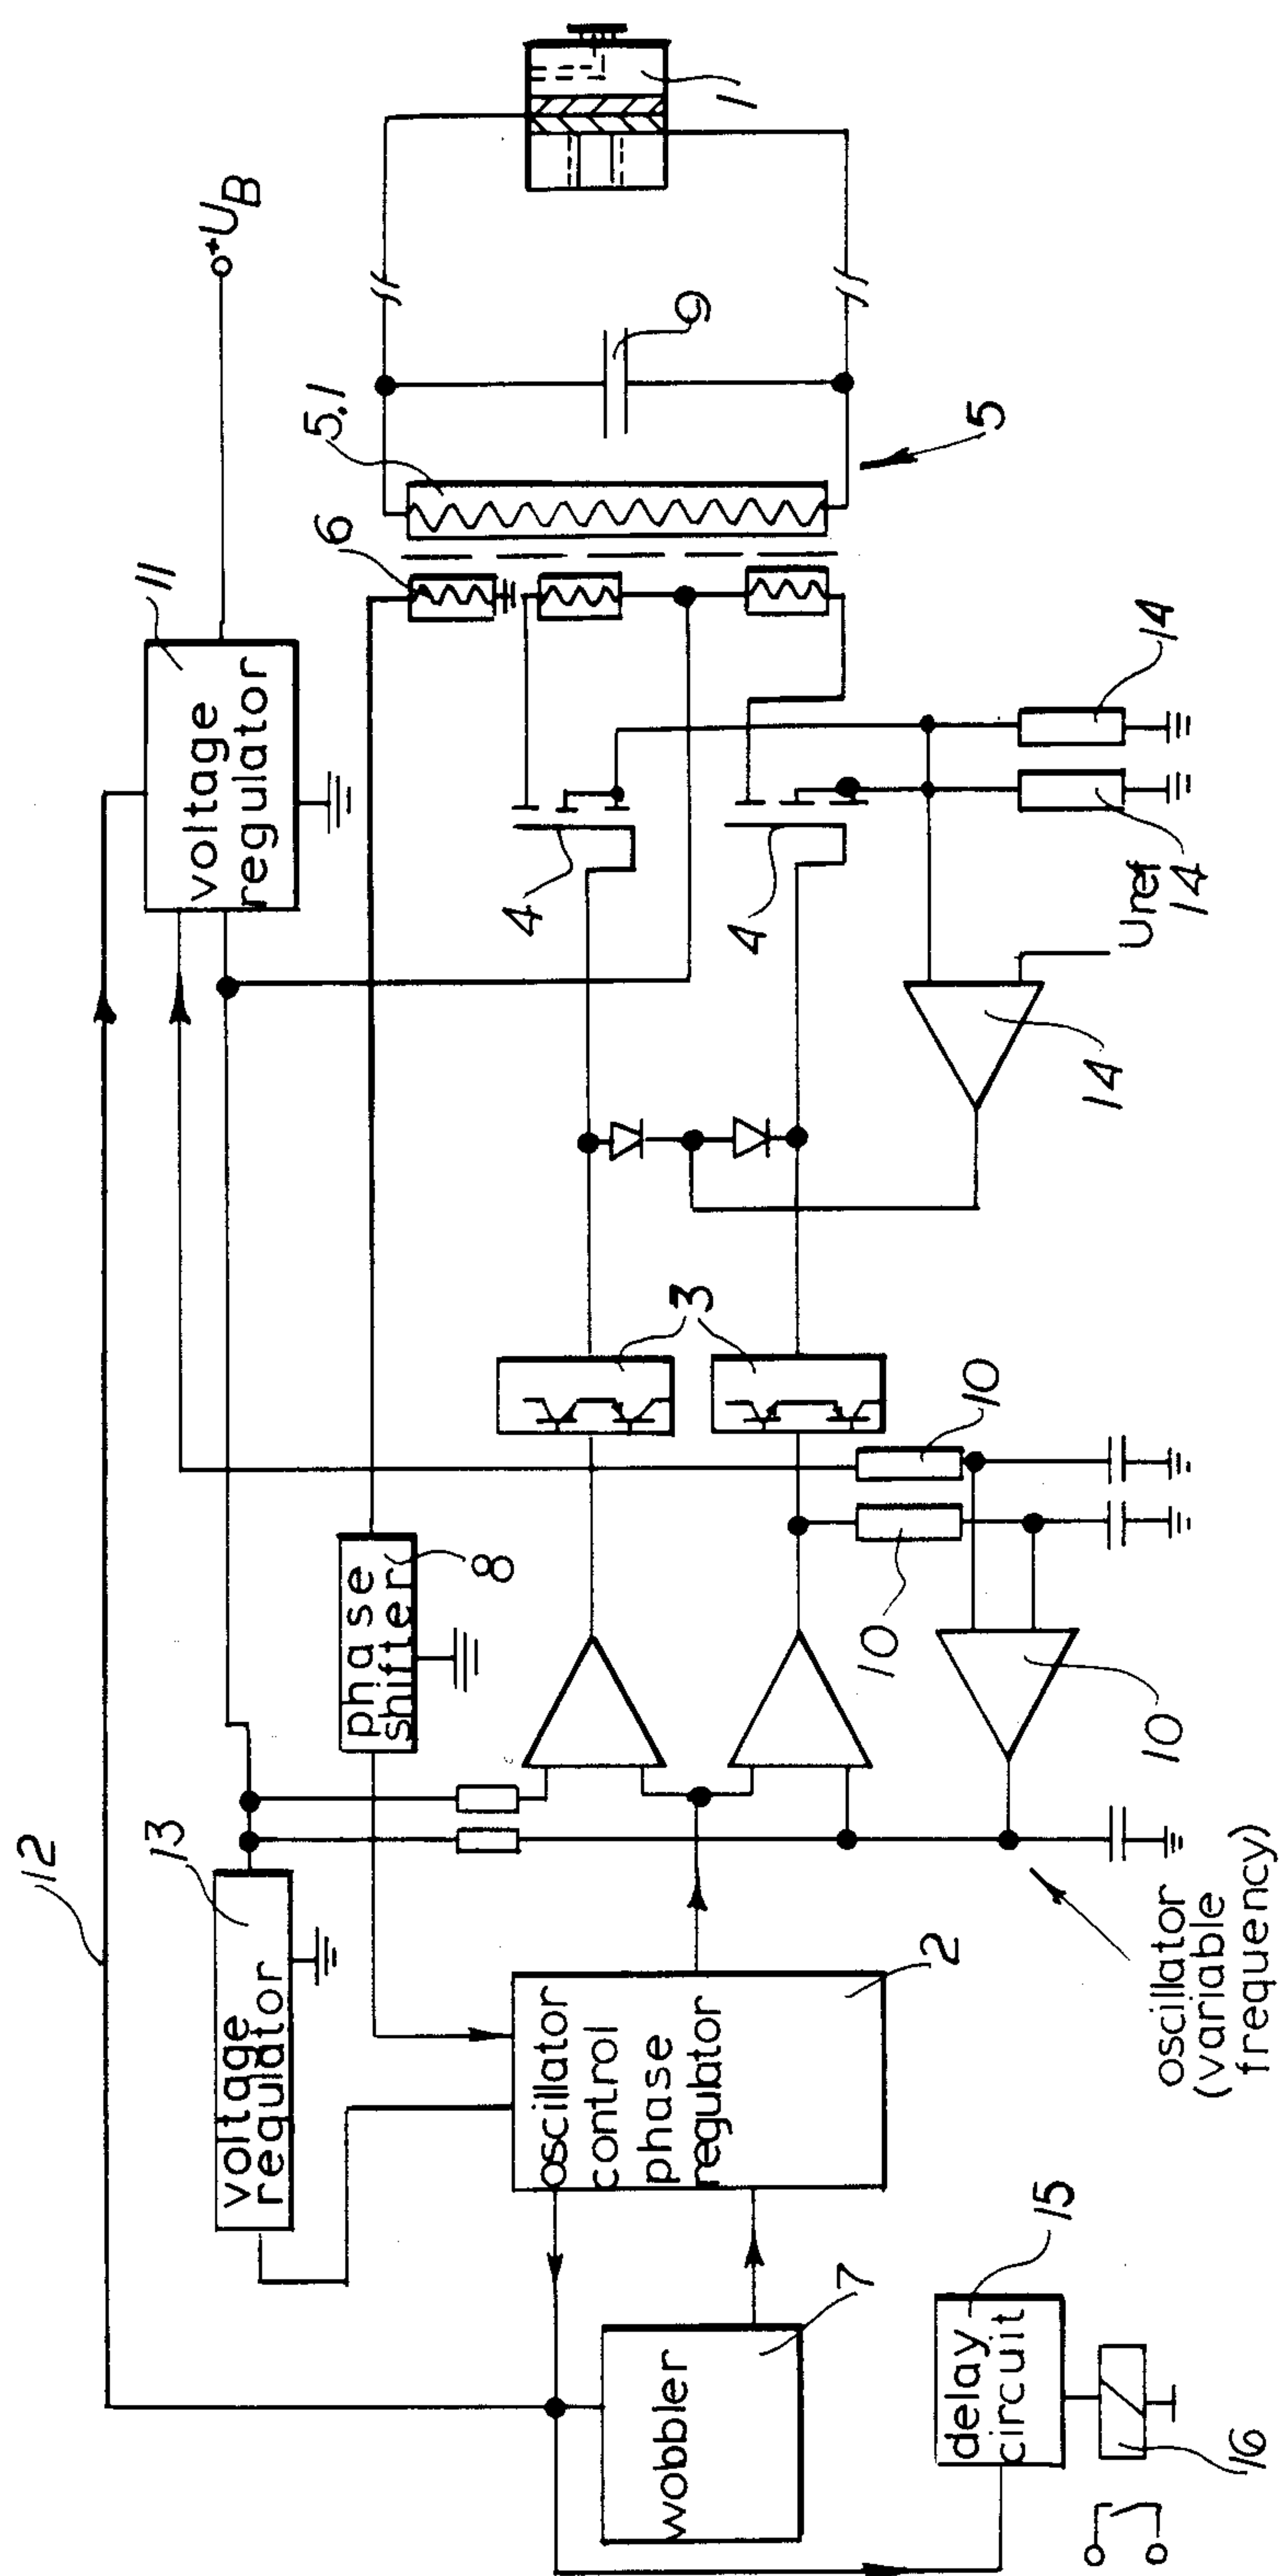 12
13
voltage
regulator
11
voltage
regulator
+UB
phase
shifter
8
6
5.1
5
9
1
4
4
3
14
14
Uref
14
10
10
10
oscillator
control
phase
regulator
2
wobbler
7
delay
circuit
15
16
oscillator
(variable
frequency)